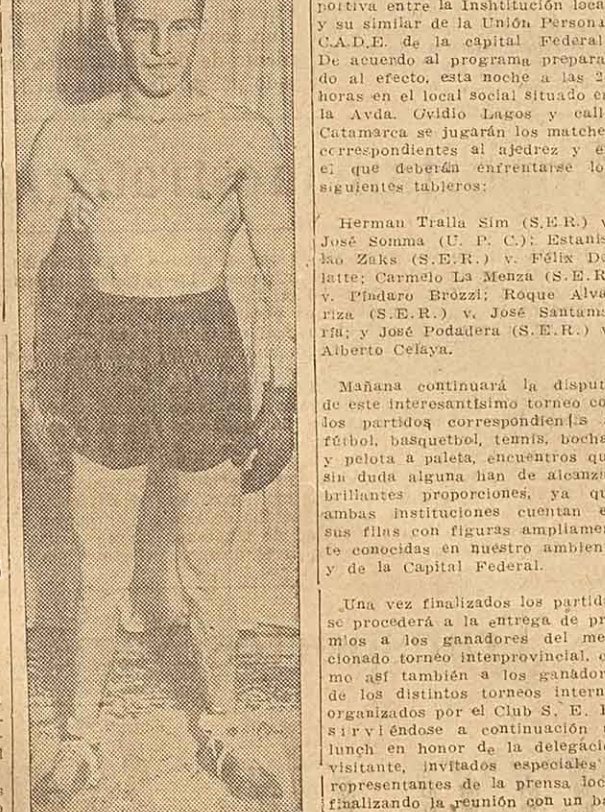 portiva entre la Inshtitución loca
y su similar de la Unión Persona
C.A.D.E. de la capital Federal.
De acuerdo al programa prepara
do al efecto, esta noche a las 2
horas en el local social situado en
la Avda. Ovidio Lagos y call
Catamarca se jugarán los matche
correspondientes al ajedrez y e
el que deberán enfrentarse lo
siguientes tableros:
Herman Tralla Sim (S.E.R.) v
José Somma (U. P. C.); Estanis
lao Zaks (S.E.R.) v. Félix De
latte; Carmelo La Menza (S.E.R
v. Píndaro Brozzi; Roque Alva
riza (S.E.R.) v. José Santama
ría; y José Podadera (S.E.R.) v
Alberto Celaya.
Mañana continuará la disput
de este interesantísimo torneo co
los partidos
fútbol, basquetbol, tennis, bocha
y pelota a paleta, encuentros qu
sin duda alguna han de alcanza
brillantes proporciones, ya qu
ambas instituciones cuentan e
sus filas con figuras ampliamen
te conocidas en nuestro ambien
y de la Capital Federal.
Una vez finalizados los partid
se procederá a la entrega de pr
mios a los ganadores del me
cionado torneo interprovincial, c
mo así también a los ganador
de los distintos torneos intern
organizados por el Club S. E.
sirviéndose a continuación
lunch en honor de la delegació
visitante, invitados especiales
representantes de la prensa loc
finalizando la reunión con un ba